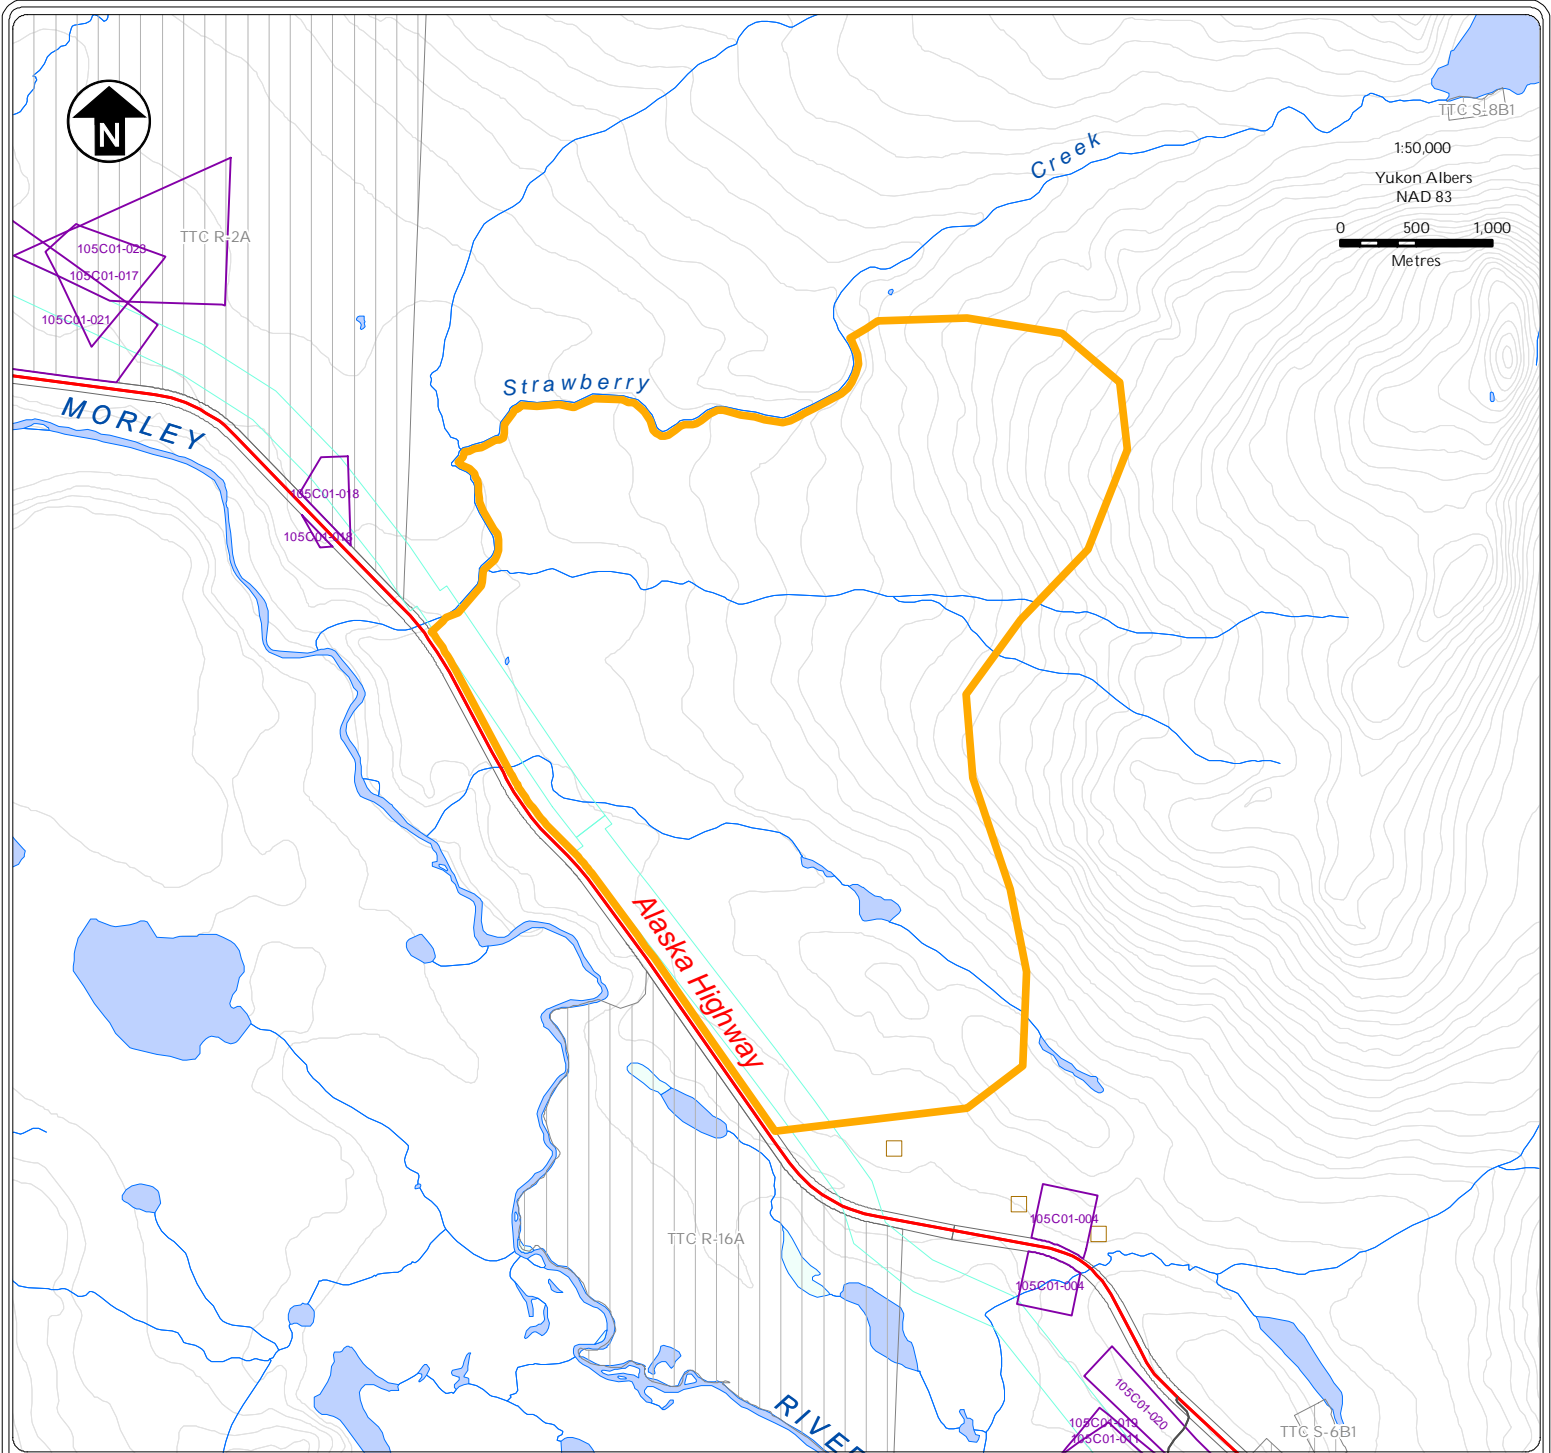 TTC S-8B1
N
Creek
1:50,000
Yukon Albers
NAD 83
0 500 1,000
Metres
TTC R-2A
105C01-023
105C01-017
105C01-021
Strawberry
MORLEY
105C01-018
105C01-018
Alaska Highway
TTC R-16A
105C01-004
105C01-004
105C01-020
RIVER
105C01-019
105C01-011
TTC S-6B1